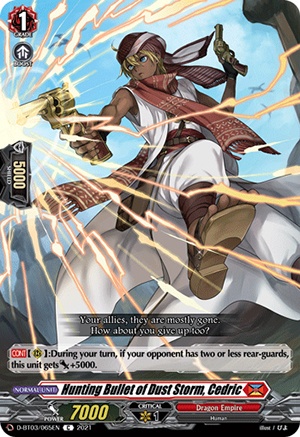 1
GRADE
BOOST
5000
SHIELD
Your allies, they are mostly gone.
How about you give up too?
CONT :During your turn, if your opponent has two or less rear-guards,
this unit gets +5000.
NORMAL UNIT
Hunting Bullet of Dust Storm, Cedric
POWER 7000
CRITICAL 1
Dragon Empire
Human
D-BT03/065EN C 2021